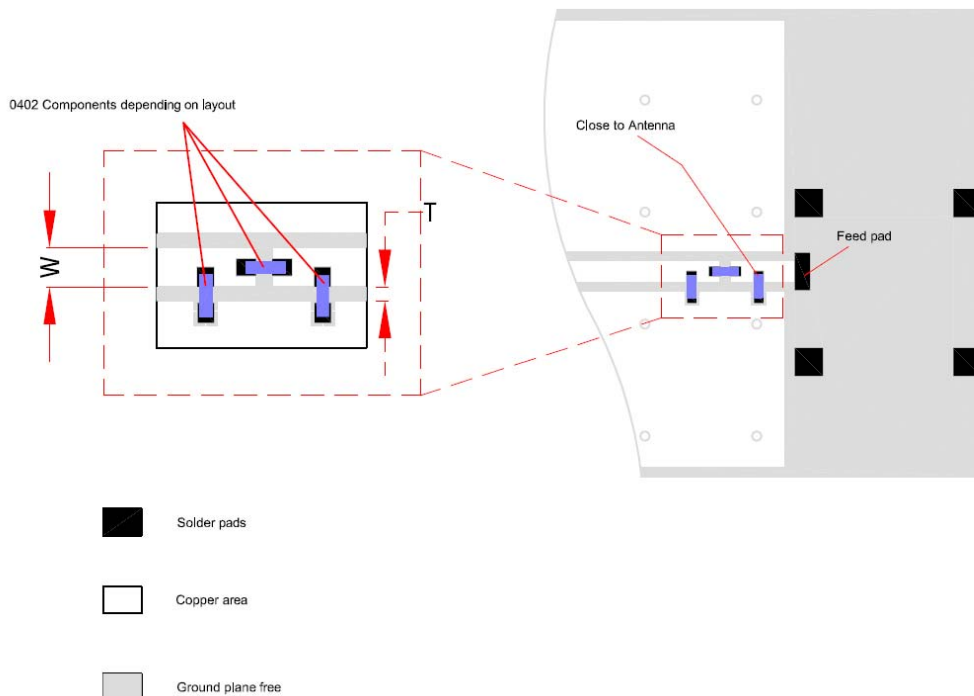 0402 Components depending on layout
Close to Antenna
T
W
Feed pad
Solder pads
Copper area
Ground plane free